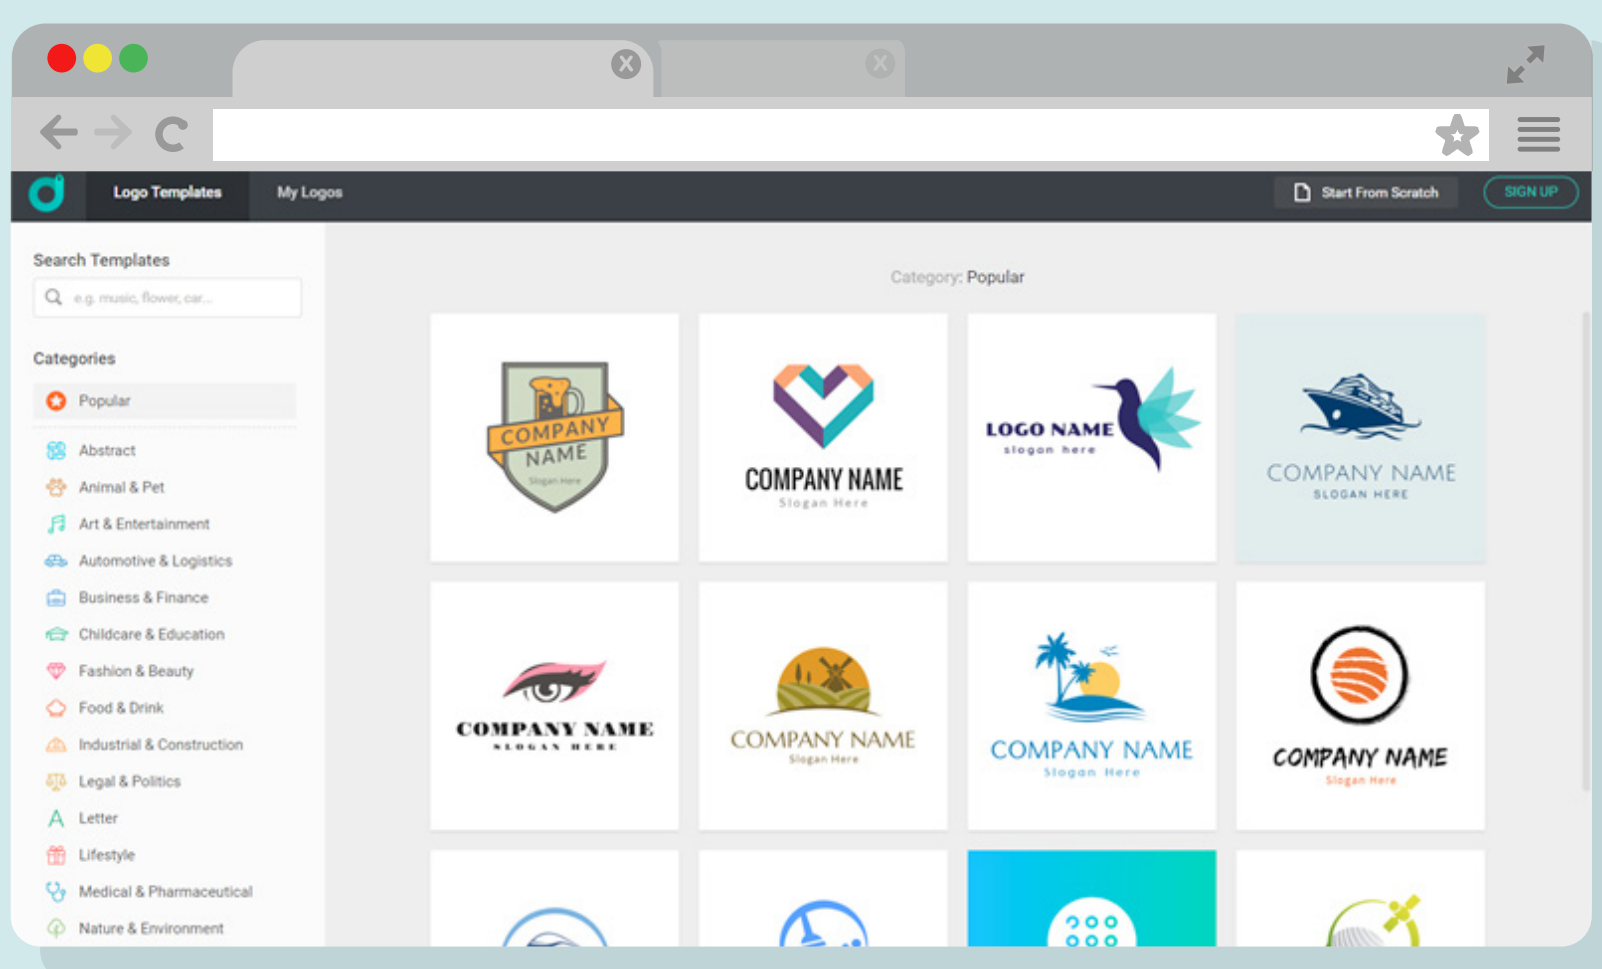 X
X
Logo Templates
My Logos
Start From Scratch
SIGN UP
Search Templates
e.g. music, flower, car...
Categories
Popular
Abstract
Animal & Pet
Art & Entertainment
Automotive & Logistics
Business & Finance
Childcare & Education
Fashion & Beauty
Food & Drink
Industrial & Construction
Legal & Politics
Letter
Lifestyle
Medical & Pharmaceutical
Nature & Environment
Category: Popular
COMPANY
NAME
Slogan Here
COMPANY NAME
Slogan Here
LOGO NAME
slogan here
COMPANY NAME
SLOGAN HERE
COMPANY NAME
SLOGAN HERE
COMPANY NAME
Slogan Here
COMPANY NAME
Slogan Here
COMPANY NAME
Slogan Here